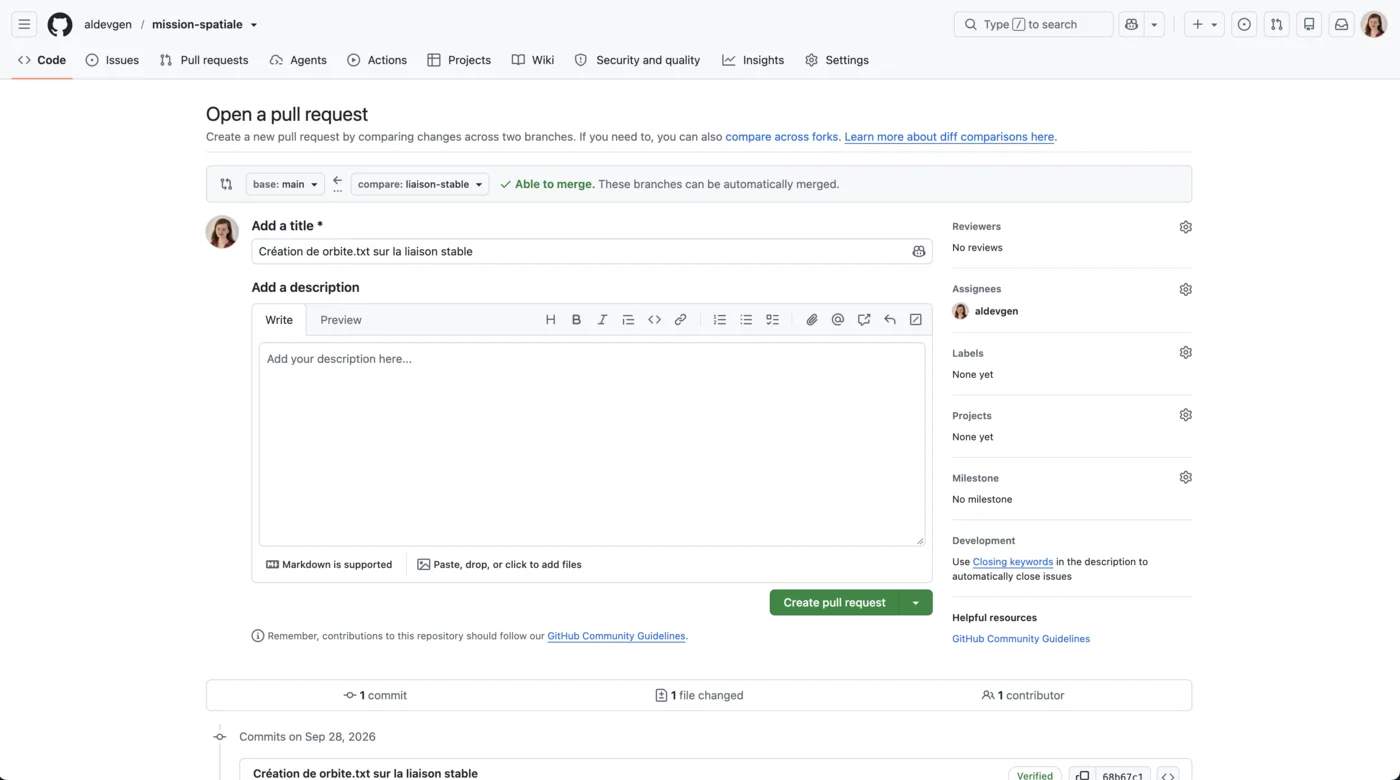 aldevgen / mission-spatiale
Type / to search
Code Issues Pull requests Agents Actions Projects Wiki Security and quality Insights Settings
Open a pull request
Create a new pull request by comparing changes across two branches. If you need to, you can also compare across forks. Learn more about diff comparisons here.
base: main ... compare: liaison-stable Able to merge. These branches can be automatically merged.
Add a title *
Création de orbite.txt sur la liaison stable
Add a description
Write Preview
Add your description here...
Markdown is supported Paste, drop, or click to add files
Create pull request
Remember, contributions to this repository should follow our GitHub Community Guidelines.
Reviewers
No reviews
Assignees
aldevgen
Labels
None yet
Projects
None yet
Milestone
No milestone
Development
Use Closing keywords in the description to
automatically close issues
Helpful resources
GitHub Community Guidelines
1 commit 1 file changed 1 contributor
Commits on Sep 28, 2026
Création de orbite.txt sur la liaison stable
Verified 68b67c1